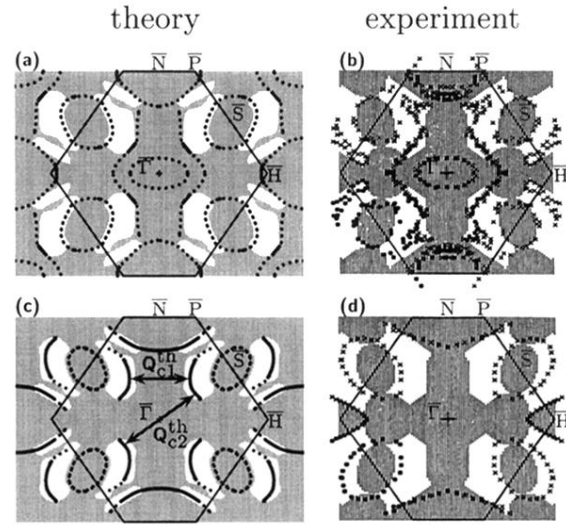 theory experiment
(a) N̅ P̅ (b) N̅ P̅
S̅ S̅
Γ̅ H̅ Γ̅ H̅
(c) N̅ P̅ (d) N̅ P̅
Q_c1^th S̅ S̅
Γ̅ H̅ Γ̅ H̅
Q_c2^th